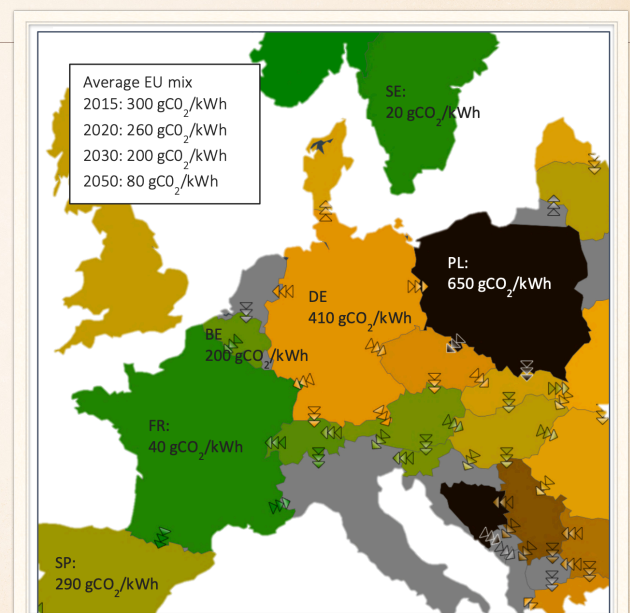 Average EU mix
2015: 300 gC0₂/kWh
2020: 260 gCO₂/kWh
2030: 200 gCO₂/kWh
2050: 80 gC0₂/kWh
SE:
20 gCO₂/kWh
PL:
650 gCO₂/kWh
DE
410 gCO₂/kWh
BE
200 gCO₂/kWh
FR:
40 gCO₂/kWh
SP:
290 gCO₂/kWh